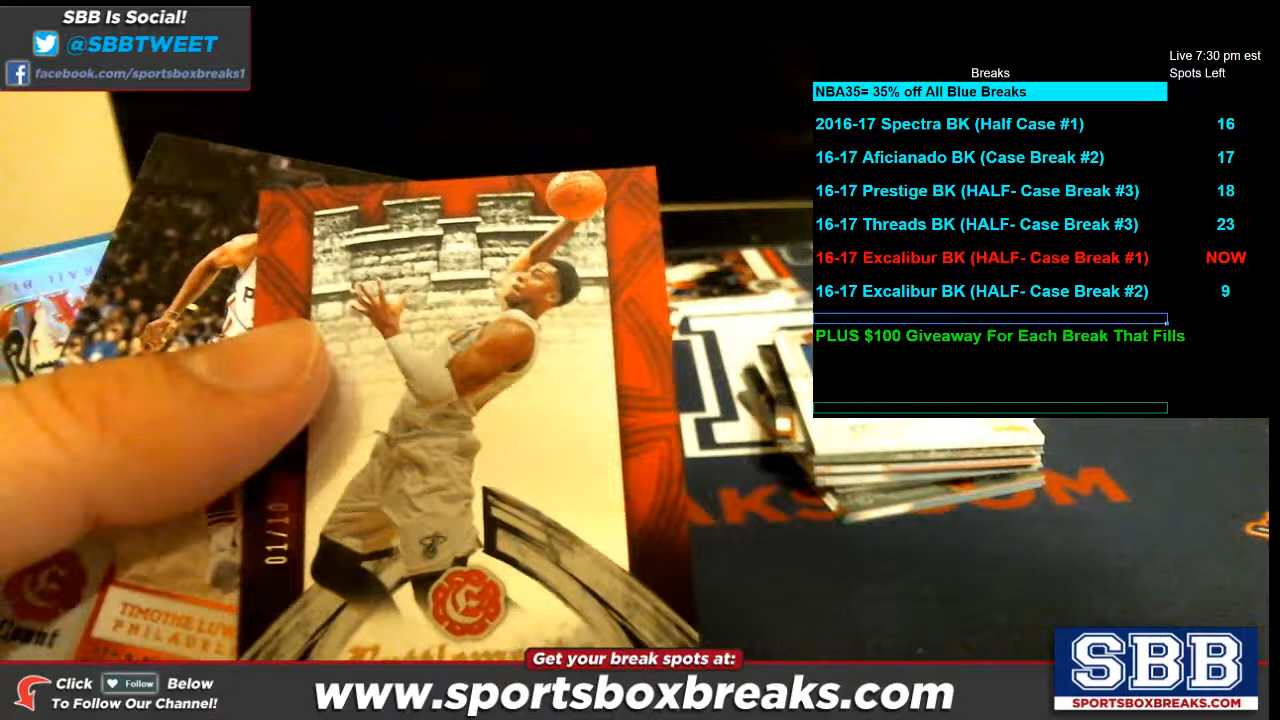 SBB Is Social!
@SBBTWEET
facebook.com/sportsboxbreaks1
Live 7:30 pm est
Breaks Spots Left
NBA35= 35% off All Blue Breaks
2016-17 Spectra BK (Half Case #1) 16
16-17 Aficianado BK (Case Break #2) 17
16-17 Prestige BK (HALF- Case Break #3) 18
16-17 Threads BK (HALF- Case Break #3) 23
16-17 Excalibur BK (HALF- Case Break #1) NOW
16-17 Excalibur BK (HALF- Case Break #2) 9
PLUS $100 Giveaway For Each Break That Fills
01/10
E
TIMOTHE
Get your break spots at:
Click Follow Below
To Follow Our Channel!
www.sportsboxbreaks.com
SBB
SPORTSBOXBREAKS.COM